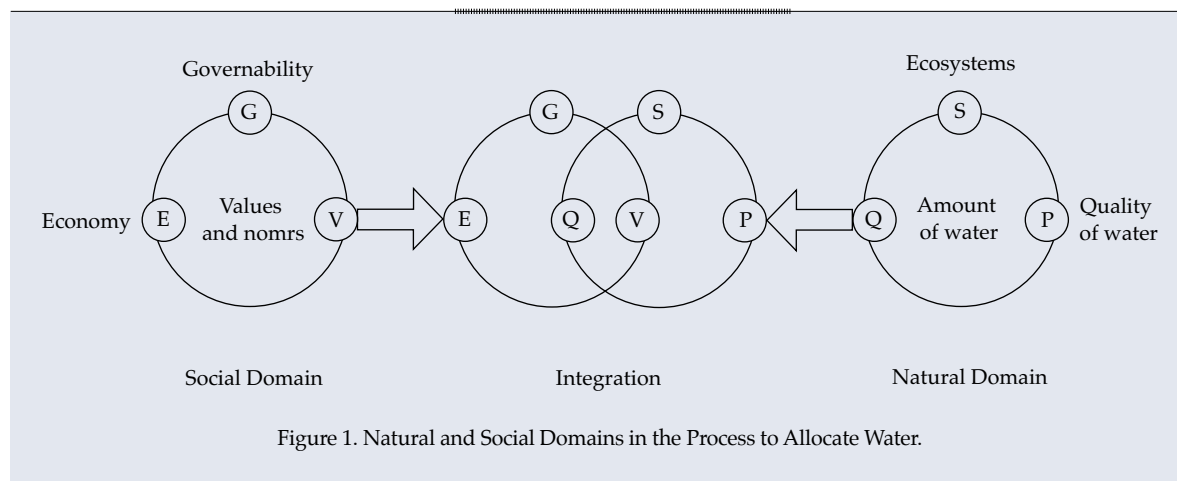 Governability
G
Economy
E
Values
and nomrs
V
Social Domain
G
S
E
Q
V
P
Integration
Ecosystems
S
Q
Amount
of water
P
Quality
of water
Natural Domain
Figure 1. Natural and Social Domains in the Process to Allocate Water.